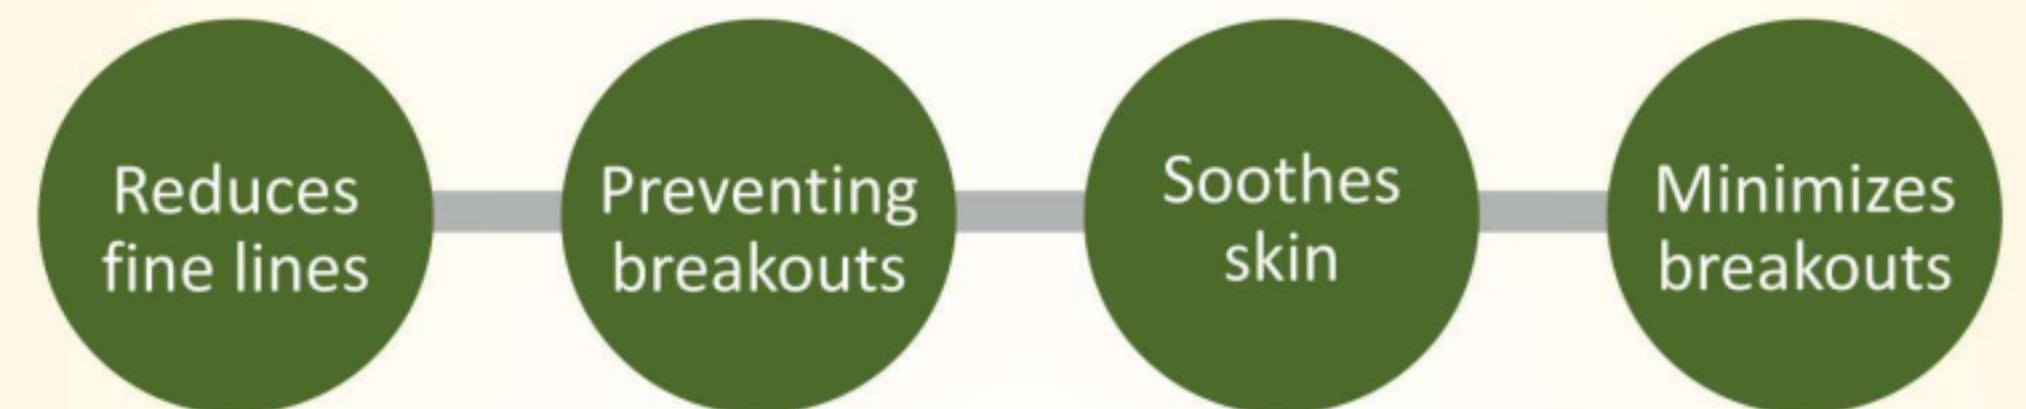 Reduces
fine lines
Preventing
breakouts
Soothes
skin
Minimizes
breakouts